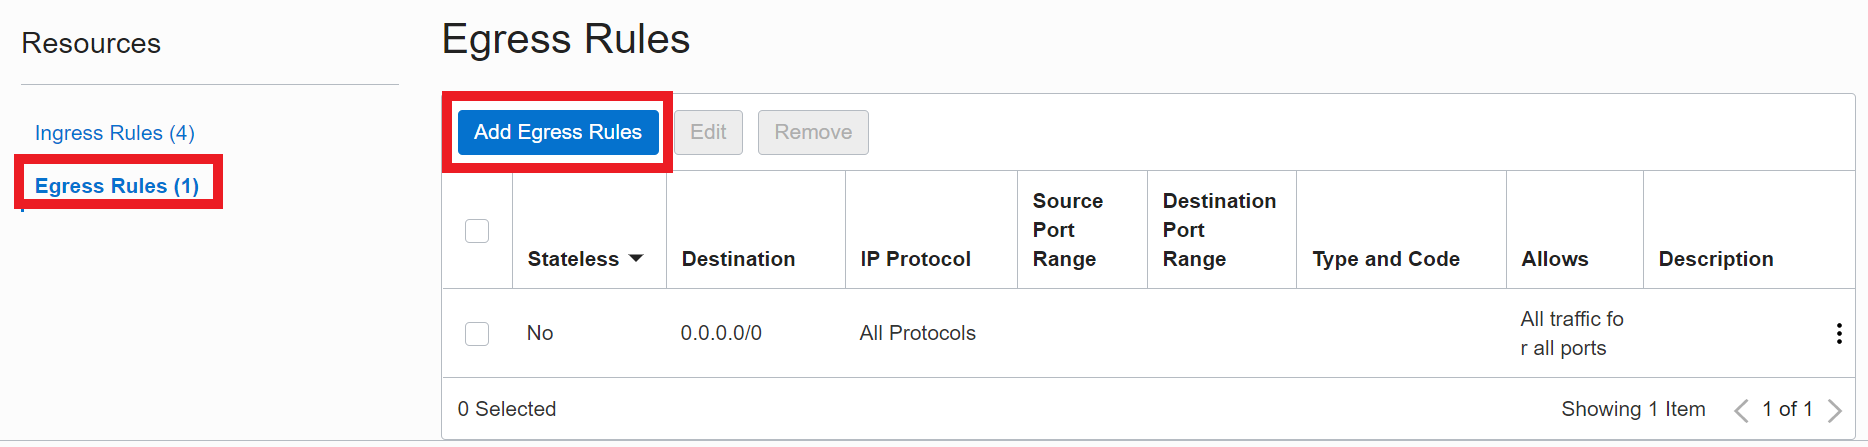 Resources
Ingress Rules (4)
Egress Rules (1)
Egress Rules
Add Egress Rules Edit Remove
Stateless Destination IP Protocol Source Port Range Destination Port Range Type and Code Allows Description
No 0.0.0.0/0 All Protocols All traffic fo
r all ports
0 Selected Showing 1 Item 1 of 1